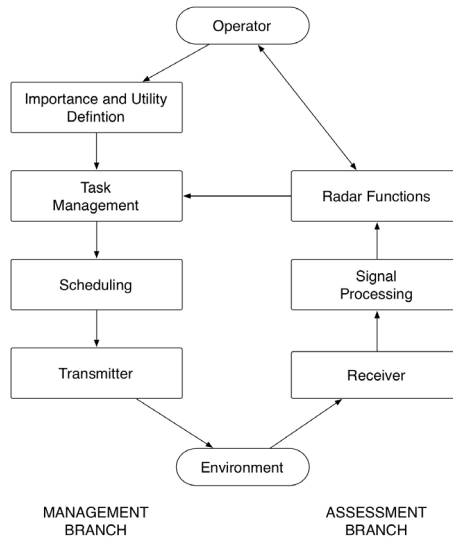 Operator
Importance and Utility
Defintion
Task
Management
Radar Functions
Scheduling
Signal
Processing
Transmitter
Receiver
Environment
MANAGEMENT
BRANCH
ASSESSMENT
BRANCH